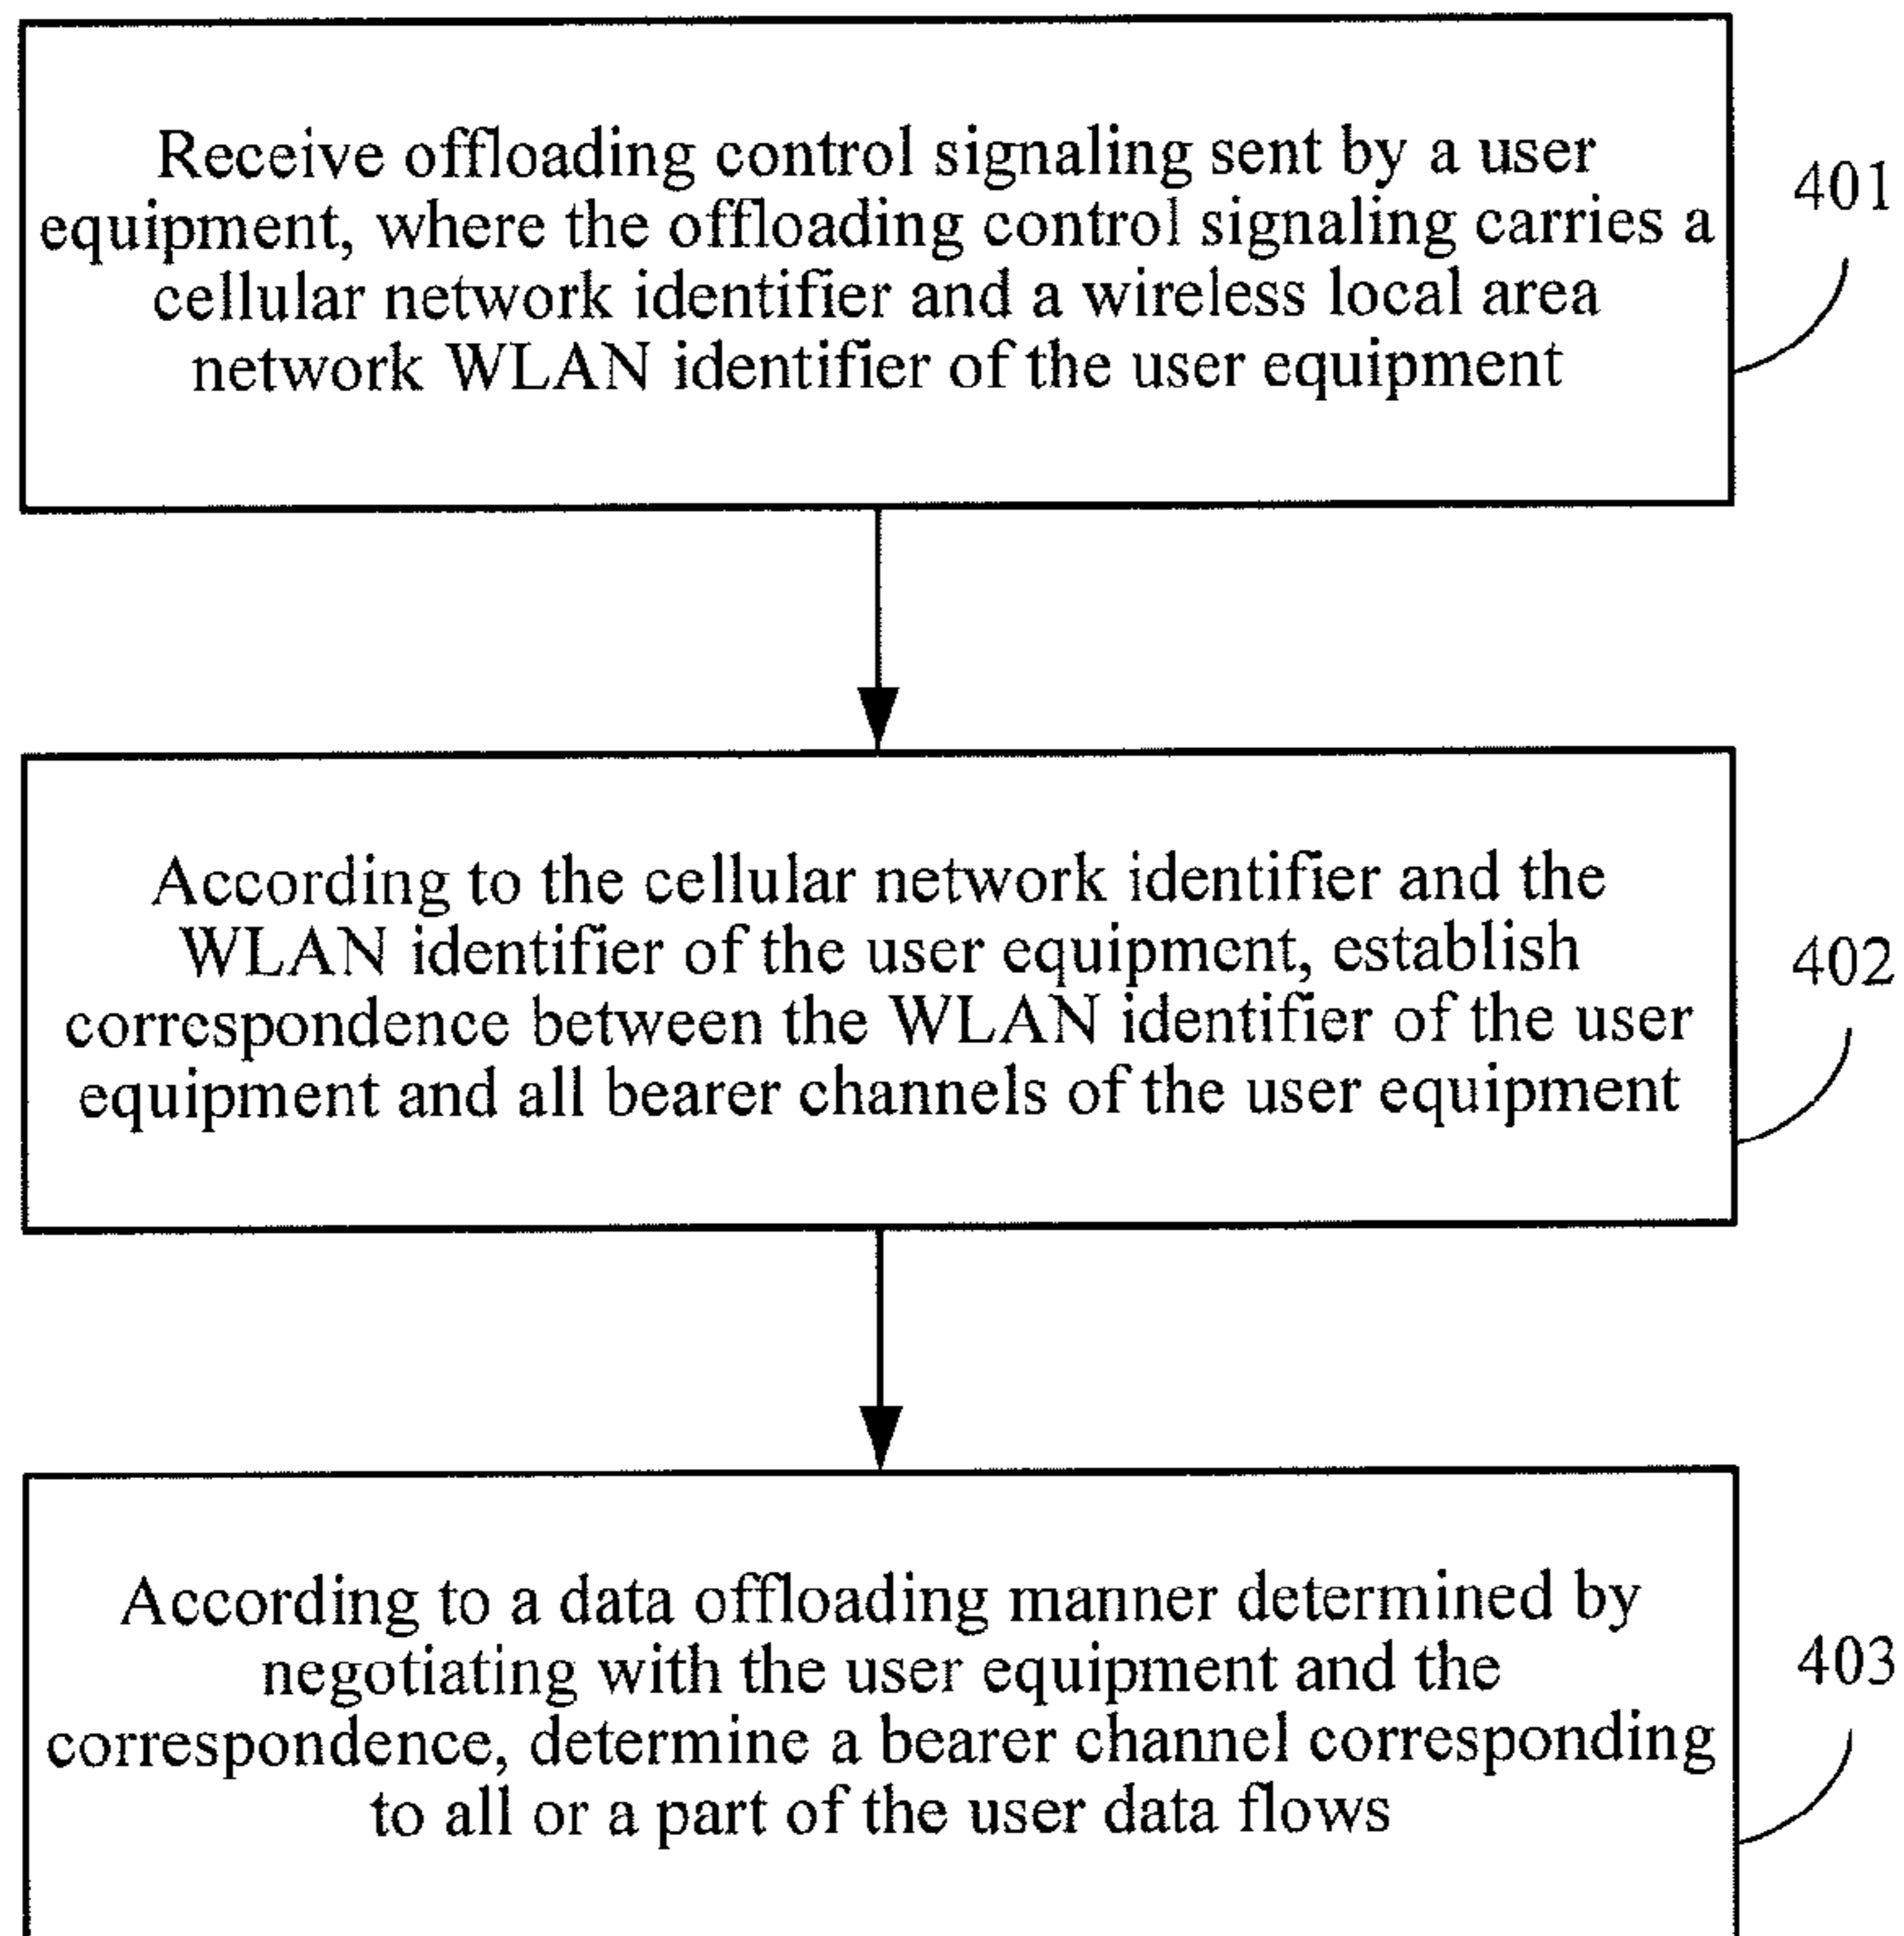 Receive offloading control signaling sent by a user
equipment, where the offloading control signaling carries a
cellular network identifier and a wireless local area
network WLAN identifier of the user equipment
401
According to the cellular network identifier and the
WLAN identifier of the user equipment, establish
correspondence between the WLAN identifier of the user
equipment and all bearer channels of the user equipment
402
According to a data offloading manner determined by
negotiating with the user equipment and the
correspondence, determine a bearer channel corresponding
to all or a part of the user data flows
403